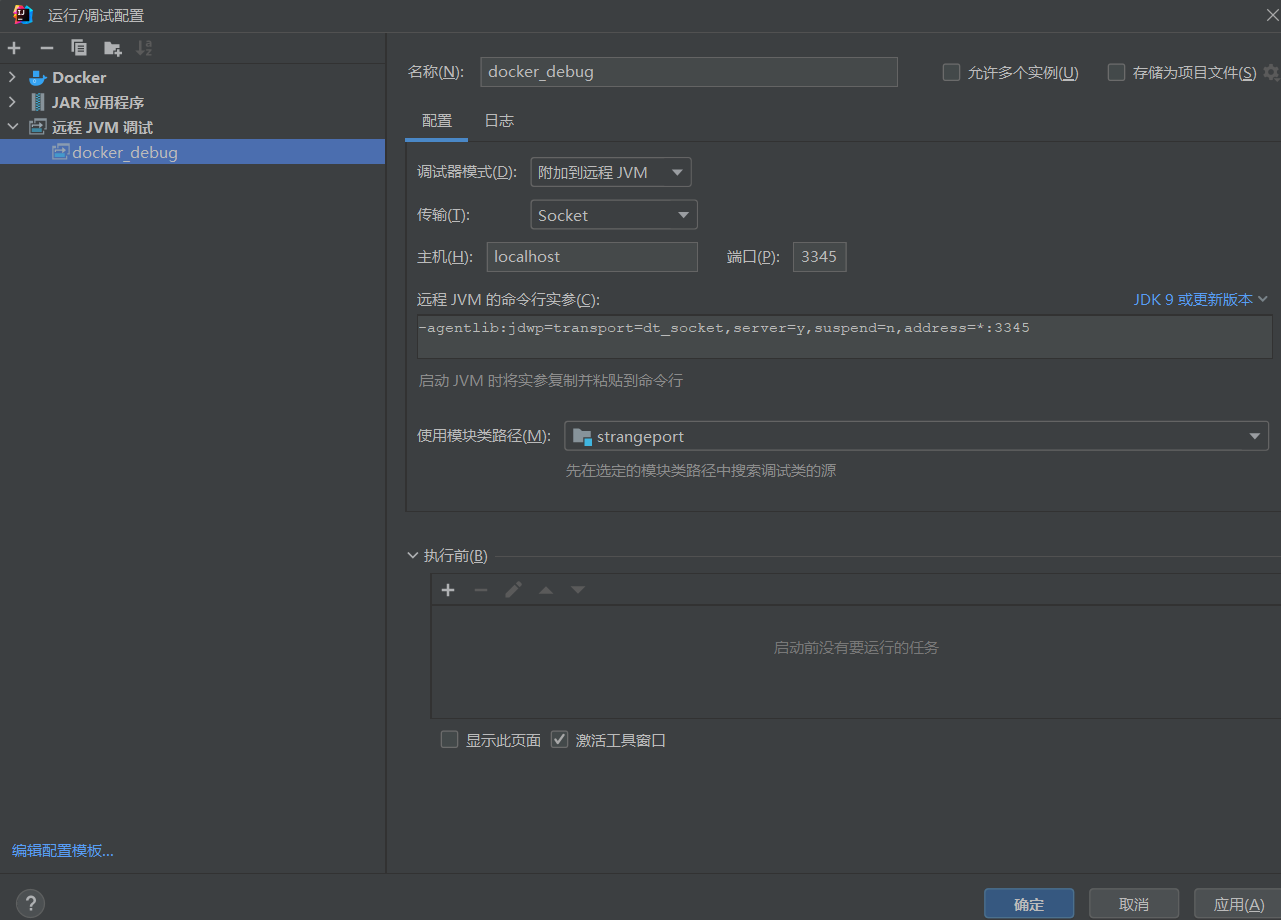 运行/调试配置
Docker
JAR 应用程序
远程 JVM 调试
docker_debug
编辑配置模板...
名称(N): docker_debug 允许多个实例(U) 存储为项目文件(S)
配置 日志
调试器模式(D): 附加到远程 JVM
传输(T): Socket
主机(H): localhost 端口(P): 3345
远程 JVM 的命令行实参(C): JDK 9 或更新版本
-agentlib:jdwp=transport=dt_socket,server=y,suspend=n,address=*:3345
启动 JVM 时将实参复制并粘贴到命令行
使用模块类路径(M): strangeport
先在选定的模块类路径中搜索调试类的源
执行前(B)
启动前没有要运行的任务
显示此页面 激活工具窗口
? 确定 取消 应用(A)